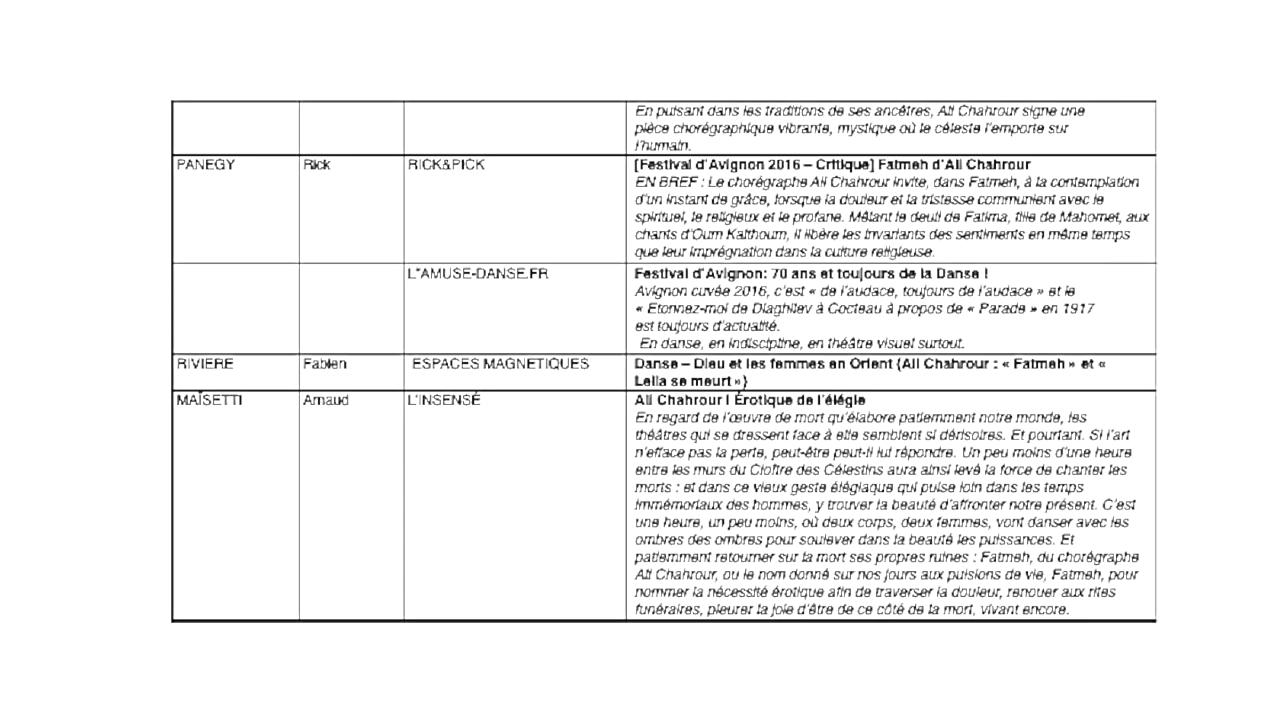 En puisant dans les traditions de ses ancêtres, Ali Chahrour signe une
pièce chorégraphique vibrante, mystique où le céleste l'emporte sur
l'humain.
PANEGY Rick RICK&PICK [Festival d'Avignon 2016 – Critique] Fatmeh d'Ali Chahrour
EN BREF : Le chorégraphe Ali Chahrour invite, dans Fatmeh, à la contemplation
d'un instant de grâce, lorsque la douleur et la tristesse communient avec le
spirituel, le religieux et le profane. Mêlant le deuil de Fatima, fille de Mahomet, aux
chants d'Oum Kalthoum, il libère les invariants des sentiments en même temps
que leur imprégnation dans la culture religieuse.
L"AMUSE-DANSE.FR Festival d'Avignon: 70 ans et toujours de la Danse !
Avignon cuvée 2016, c'est « de l'audace, toujours de l'audace » et le
« Etonnez-moi de Diaghilev à Cocteau à propos de « Parade » en 1917
est toujours d'actualité.
En danse, en indiscipline, en théâtre visuel surtout.
RIVIERE Fabien ESPACES MAGNETIQUES Danse – Dieu et les femmes en Orient (Ali Chahrour : « Fatmeh » et «
Leila se meurt »)
MAÏSETTI Arnaud L'INSENSÉ Ali Chahrour | Érotique de l'élégie
En regard de l'œuvre de mort qu'élabore patiemment notre monde, les
théâtres qui se dressent face à elle semblent si dérisoires. Et pourtant. Si l'art
n'efface pas la perte, peut-être peut-il lui répondre. Un peu moins d'une heure
entre les murs du Cloître des Célestins aura ainsi levé la force de chanter les
morts : et dans ce vieux geste élégiaque qui puise loin dans les temps
immémoriaux des hommes, y trouver la beauté d'affronter notre présent. C'est
une heure, un peu moins, où deux corps, deux femmes, vont danser avec les
ombres des ombres pour soulever dans la beauté les puissances. Et
patiemment retourner sur la mort ses propres ruines : Fatmeh, du chorégraphe
Ali Chahrour, ou le nom donné sur nos jours aux pulsions de vie, Fatmeh, pour
nommer la nécessité érotique afin de traverser la douleur, renouer aux rites
funéraires, pleurer la joie d'être de ce côté de la mort, vivant encore.